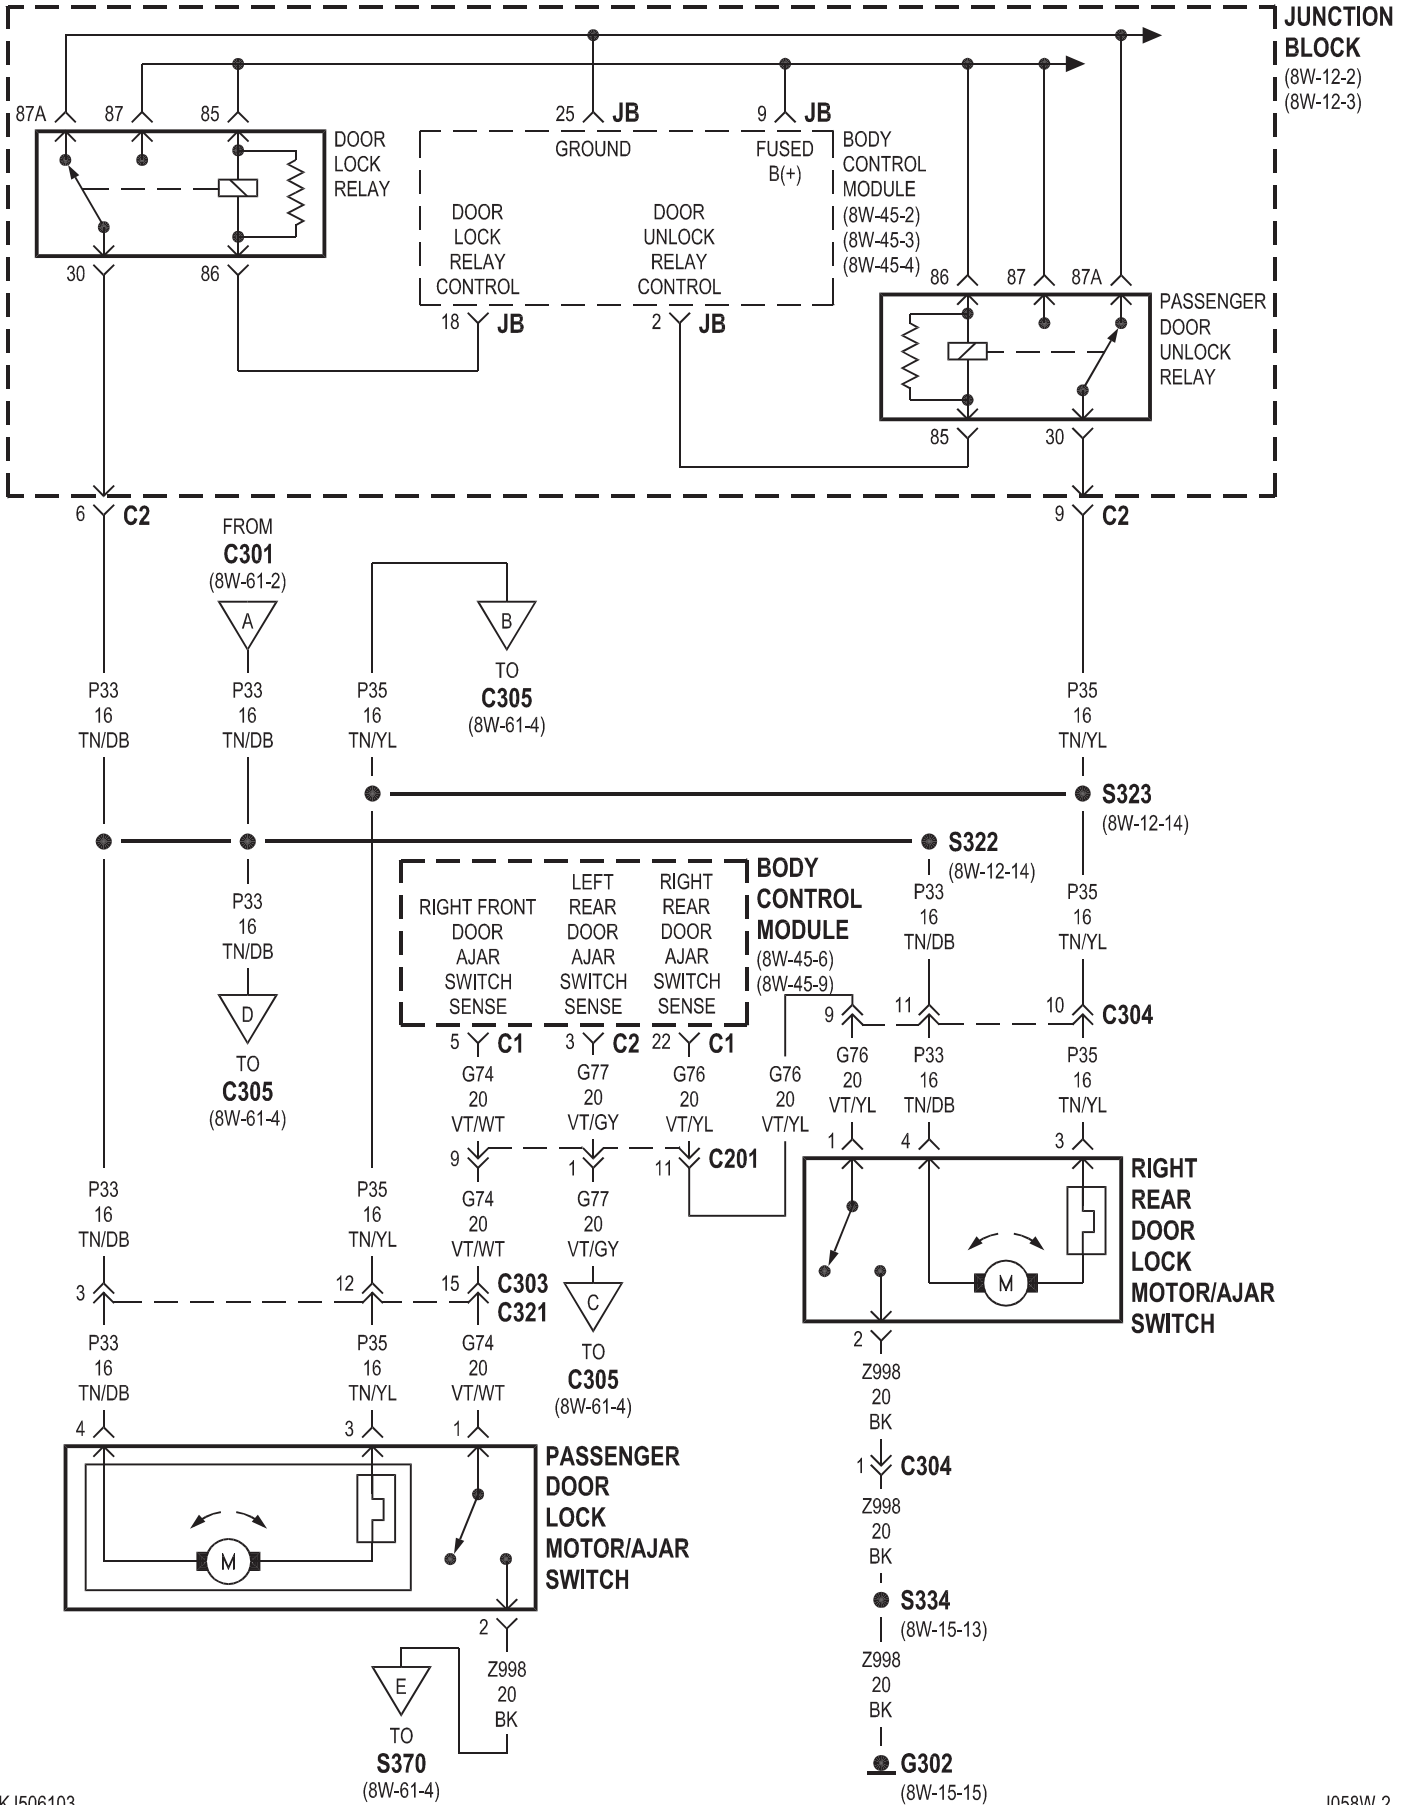 JUNCTION
BLOCK
(8W-12-2)
(8W-12-3)
87A
87
85
25
JB
9
JB
DOOR
LOCK
RELAY
GROUND
FUSED
B(+)
BODY
CONTROL
MODULE
(8W-45-2)
(8W-45-3)
(8W-45-4)
DOOR
LOCK
RELAY
CONTROL
DOOR
UNLOCK
RELAY
CONTROL
30
86
18
JB
2
JB
86
87
87A
PASSENGER
DOOR
UNLOCK
RELAY
85
30
6
C2
9
C2
FROM
C301
(8W-61-2)
A
B
TO
C305
(8W-61-4)
P33
16
TN/DB
P33
16
TN/DB
P35
16
TN/YL
P35
16
TN/YL
S323
(8W-12-14)
S322
(8W-12-14)
P33
16
TN/DB
D
TO
C305
(8W-61-4)
RIGHT FRONT
DOOR
AJAR
SWITCH
SENSE
LEFT
REAR
DOOR
AJAR
SWITCH
SENSE
RIGHT
REAR
DOOR
AJAR
SWITCH
SENSE
BODY
CONTROL
MODULE
(8W-45-6)
(8W-45-9)
P33
16
TN/DB
P35
16
TN/YL
9
11
10
C304
5
C1
3
C2
22
C1
G74
20
VT/WT
G77
20
VT/GY
G76
20
VT/YL
G76
20
VT/YL
G76
20
VT/YL
P33
16
TN/DB
P35
16
TN/YL
9
1
11
C201
1
4
3
RIGHT
REAR
DOOR
LOCK
MOTOR/AJAR
SWITCH
M
P33
16
TN/DB
P35
16
TN/YL
G74
20
VT/WT
G77
20
VT/GY
3
12
15
C303
C321
C
TO
C305
(8W-61-4)
P33
16
TN/DB
P35
16
TN/YL
G74
20
VT/WT
2
Z998
20
BK
4
3
1
PASSENGER
DOOR
LOCK
MOTOR/AJAR
SWITCH
M
1
C304
Z998
20
BK
S334
(8W-15-13)
2
Z998
20
BK
E
TO
S370
(8W-61-4)
Z998
20
BK
G302
(8W-15-15)
KJ506103
J058W-2